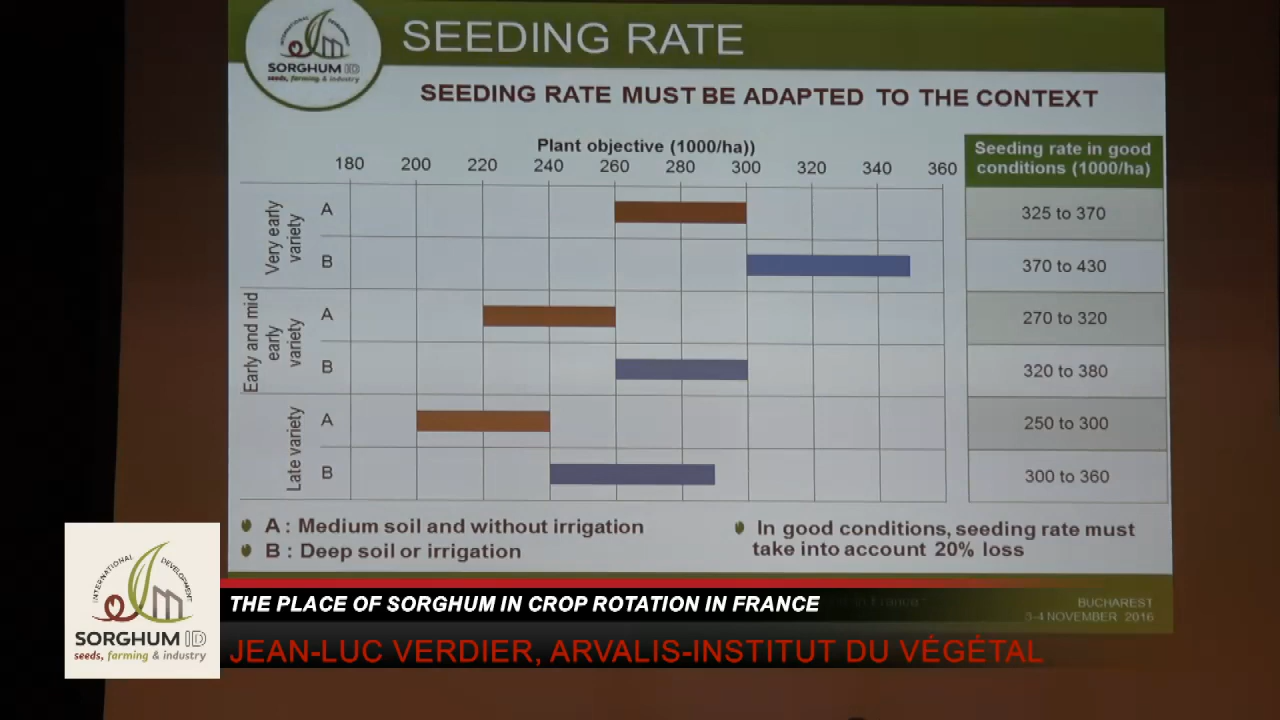 INTERNATIONAL DEVELOPMENT
SORGHUM ID
seeds, farming & industry
SEEDING RATE
SEEDING RATE MUST BE ADAPTED TO THE CONTEXT
Plant objective (1000/ha))
180 200 220 240 260 280 300 320 340 360
Seeding rate in good
conditions (1000/ha)
Very early
variety
A
325 to 370
B
370 to 430
Early and mid
early
variety
A
270 to 320
B
320 to 380
Late variety
A
250 to 300
B
300 to 360
A : Medium soil and without irrigation
B : Deep soil or irrigation
In good conditions, seeding rate must
take into account 20% loss
BUCHAREST
3-4 NOVEMBER 2016
INTERNATIONAL DEVELOPMENT
SORGHUM ID
seeds, farming & industry
THE PLACE OF SORGHUM IN CROP ROTATION IN FRANCE
JEAN-LUC VERDIER, ARVALIS-INSTITUT DU VÉGÉTAL